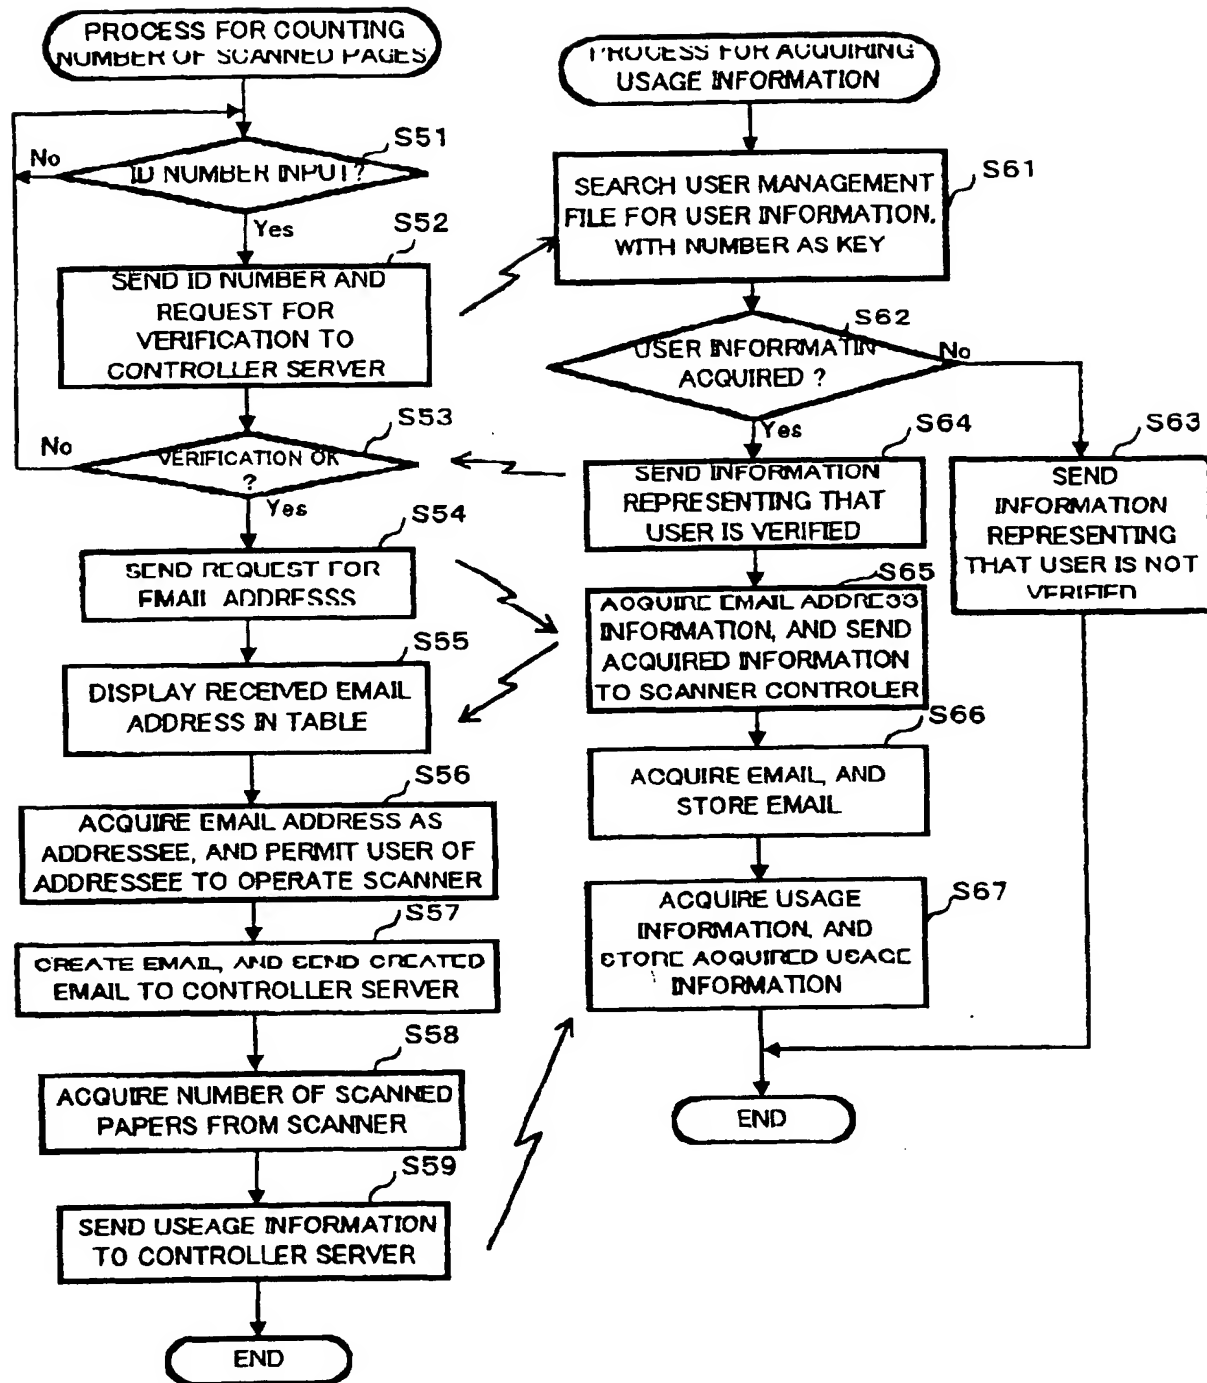 PROCESS FOR COUNTING
NUMBER OF SCANNED PAGES
No
ID NUMBER INPUT?
S51
Yes
S52
SEND ID NUMBER AND
REQUEST FOR
VERIFICATION TO
CONTROLLER SERVER
S53
No
VERIFICATION OK
?
Yes
S54
SEND REQUEST FOR
EMAIL ADDRESSS
S55
DISPLAY RECEIVED EMAIL
ADDRESS IN TABLE
S56
ACQUIRE EMAIL ADDRESS AS
ADDRESSEE, AND PERMIT USER OF
ADDRESSEE TO OPERATE SCANNER
S57
CREATE EMAIL, AND SEND CREATED
EMAIL TO CONTROLLER SERVER
S58
ACQUIRE NUMBER OF SCANNED
PAPERS FROM SCANNER
S59
SEND USEAGE INFORMATION
TO CONTROLLER SERVER
END
PROCESS FOR ACQUIRING
USAGE INFORMATION
S61
SEARCH USER MANAGEMENT
FILE FOR USER INFORMATION,
WITH NUMBER AS KEY
S62
USER INFORRMATIN
ACQUIRED ?
No
Yes
S64
SEND INFORMATION
REPRESENTING THAT
USER IS VERIFIED
S63
SEND
INFORMATION
REPRESENTING
THAT USER IS NOT
VERIFIED
S65
ACQUIRE EMAIL ADDRESS
INFORMATION, AND SEND
ACQUIRED INFORMATION
TO SCANNER CONTROLER
S66
ACQUIRE EMAIL, AND
STORE EMAIL
S67
ACQUIRE USAGE
INFORMATION, AND
STORE ACQUIRED USAGE
INFORMATION
END